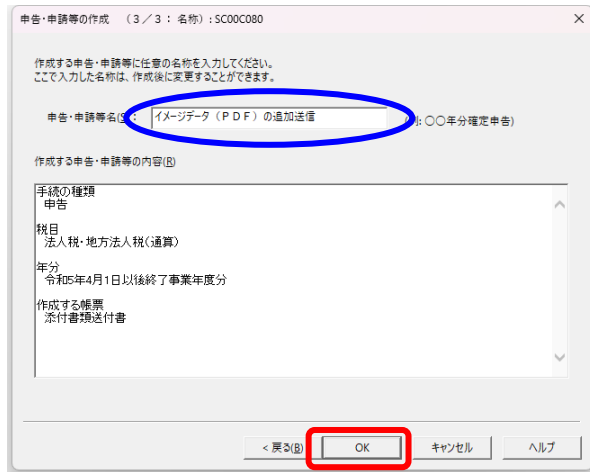 申告・申請等の作成 (3/3:名称):SC00C080
作成する申告・申請等に任意の名称を入力してください。
ここで入力した名称は、作成後に変更することができます。
申告・申請等名(S): イメージデータ(PDF)の追加送信 :〇〇年分確定申告)
作成する申告・申請等の内容(R)
手続の種類
申告
税目
法人税・地方法人税(通算)
年分
令和5年4月1日以後終了事業年度分
作成する帳票
添付書類送付書
< 戻る(B) OK キャンセル ヘルプ